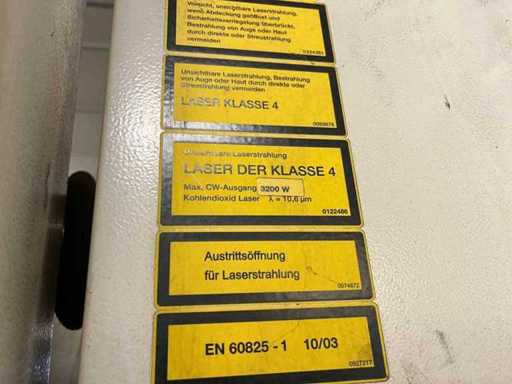 Vorsicht, unsichtbare Laserstrahlung,
wenn Abdeckung geöffnet und
Sicherheitsverriegelung überbrückt.
Bestrahlung von Auge oder Haut
durch direkte oder Streustrahlung
vermeiden
Unsichtbare Laserstrahlung, Bestrahlung
von Auge oder Haut durch direkte oder
Streustrahlung vermeiden
LASER KLASSE 4
Unsichtbare Laserstrahlung
LASER DER KLASSE 4
Max. CW-Ausgang 3200 W
Kohlendioxid Laser λ = 10,6 µm
0122486
Austrittsöffnung
für Laserstrahlung
EN 60825 - 1 10/03